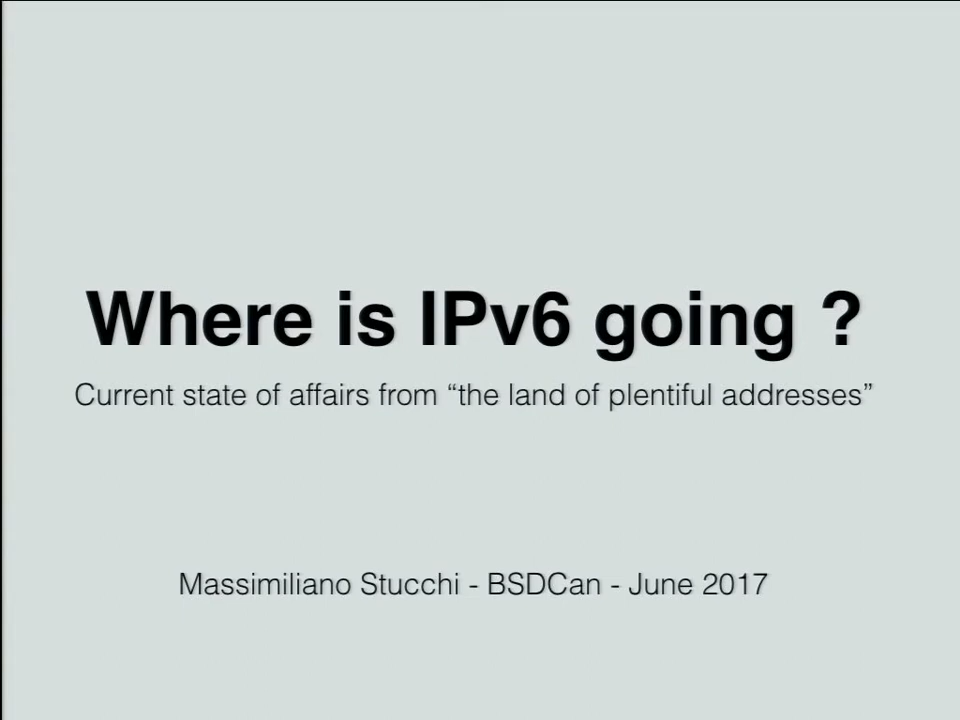 Where is IPv6 going ?
Current state of affairs from “the land of plentiful addresses”
Massimiliano Stucchi - BSDCan - June 2017